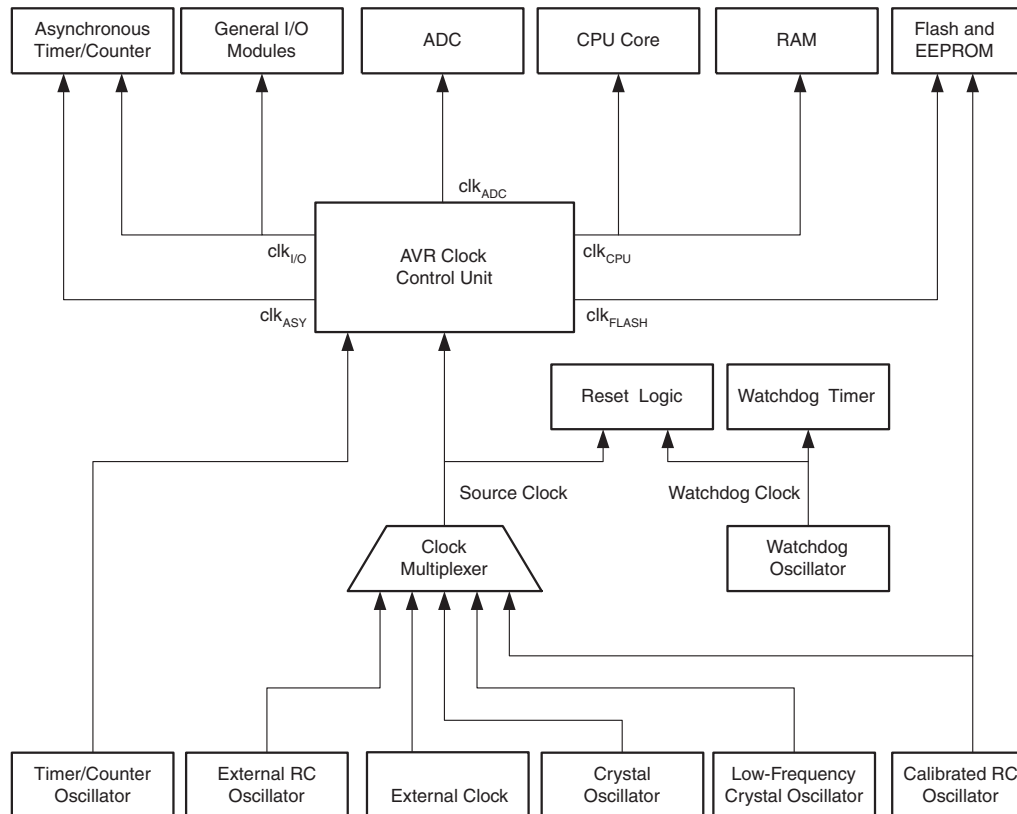 Asynchronous
Timer/Counter
General I/O
Modules
ADC
CPU Core
RAM
Flash and
EEPROM
clkADC
clkI/O
AVR Clock
Control Unit
clkCPU
clkASY
clkFLASH
Reset Logic
Watchdog Timer
Source Clock
Watchdog Clock
Clock
Multiplexer
Watchdog
Oscillator
Timer/Counter
Oscillator
External RC
Oscillator
External Clock
Crystal
Oscillator
Low-Frequency
Crystal Oscillator
Calibrated RC
Oscillator